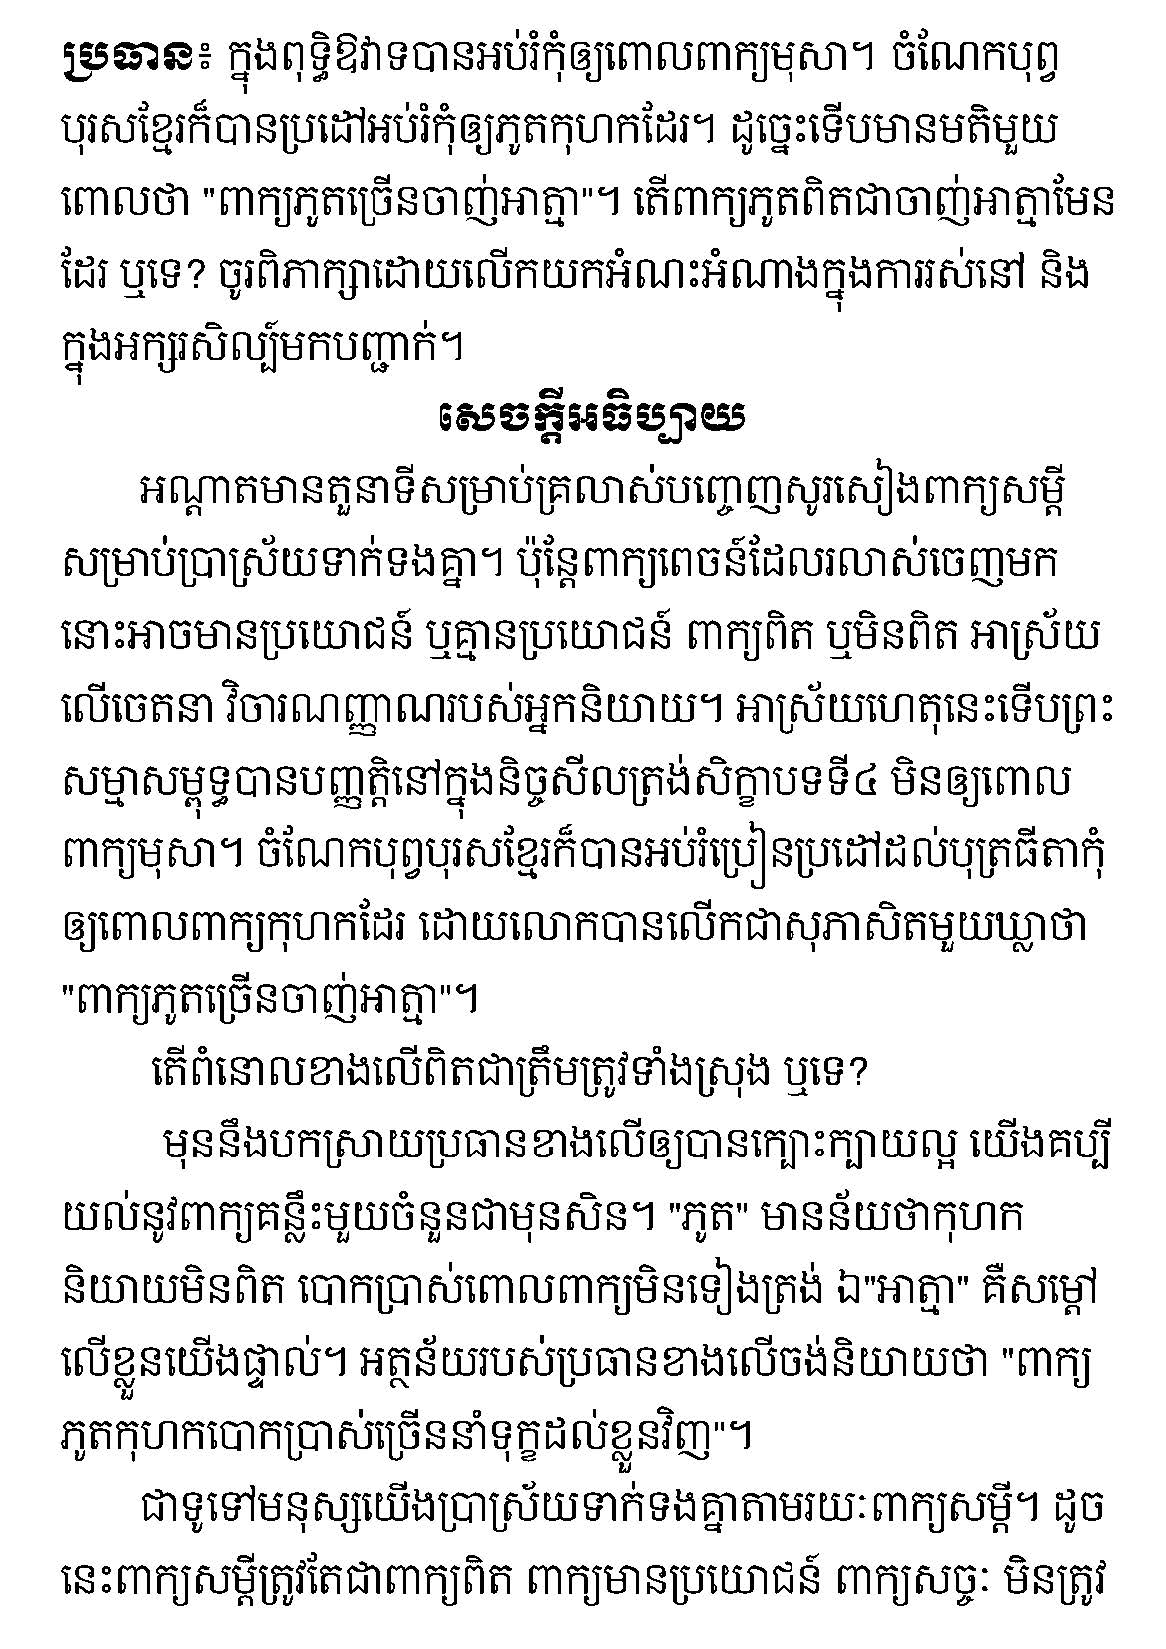 ប្រធាន៖ ក្នុងពុទ្ធិឱវាទបានអប់រំកុំឲ្យពោលពាក្យមុសា។ ចំណែកបុព្វ
បុរសខ្មែរក៏បានប្រដៅអប់រំកុំឲ្យភូតកុហកដែរ។ ដូច្នេះទើបមានមតិមួយ
ពោលថា "ពាក្យភូតច្រើនចាញ់អាត្មា"។ តើពាក្យភូតពិតជាចាញ់អាត្មាមែន
ដែរ ឬទេ? ចូរពិភាក្សាដោយលើកយកអំណះអំណាងក្នុងការរស់នៅ និង
ក្នុងអក្សរសិល្ប៍មកបញ្ជាក់។
សេចក្តីអធិប្បាយ
អណ្តាតមានតួនាទីសម្រាប់គ្រលាស់បញ្ចេញសូរសៀងពាក្យសម្តី
សម្រាប់ប្រាស្រ័យទាក់ទងគ្នា។ ប៉ុន្តែពាក្យពេចន៍ដែលរលាស់ចេញមក
នោះអាចមានប្រយោជន៍ ឬគ្មានប្រយោជន៍ ពាក្យពិត ឬមិនពិត អាស្រ័យ
លើចេតនា វិចារណញ្ញាណរបស់អ្នកនិយាយ។ អាស្រ័យហេតុនេះទើបព្រះ
សម្មាសម្ពុទ្ធបានបញ្ញត្តិនៅក្នុងនិច្ចសីលត្រង់សិក្ខាបទទី៤ មិនឲ្យពោល
ពាក្យមុសា។ ចំណែកបុព្វបុរសខ្មែរក៏បានអប់រំប្រៀនប្រដៅដល់បុត្រធីតាកុំ
ឲ្យពោលពាក្យកុហកដែរ ដោយលោកបានលើកជាសុភាសិតមួយឃ្លាថា
"ពាក្យភូតច្រើនចាញ់អាត្មា"។
តើពំនោលខាងលើពិតជាត្រឹមត្រូវទាំងស្រុង ឬទេ?
មុននឹងបកស្រាយប្រធានខាងលើឲ្យបានក្បោះក្បាយល្អ យើងគប្បី
យល់នូវពាក្យគន្លឹះមួយចំនួនជាមុនសិន។ "ភូត" មានន័យថាកុហក
និយាយមិនពិត បោកប្រាស់ពោលពាក្យមិនទៀងត្រង់ ឯ"អាត្មា" គឺសម្តៅ
លើខ្លួនយើងផ្ទាល់។ អត្ថន័យរបស់ប្រធានខាងលើចង់និយាយថា "ពាក្យ
ភូតកុហកបោកប្រាស់ច្រើននាំទុក្ខដល់ខ្លួនវិញ"។
ជាទូទៅមនុស្សយើងប្រាស្រ័យទាក់ទងគ្នាតាមរយៈពាក្យសម្តី។ ដូច
នេះពាក្យសម្តីត្រូវតែជាពាក្យពិត ពាក្យមានប្រយោជន៍ ពាក្យសច្ចៈ មិនត្រូវ